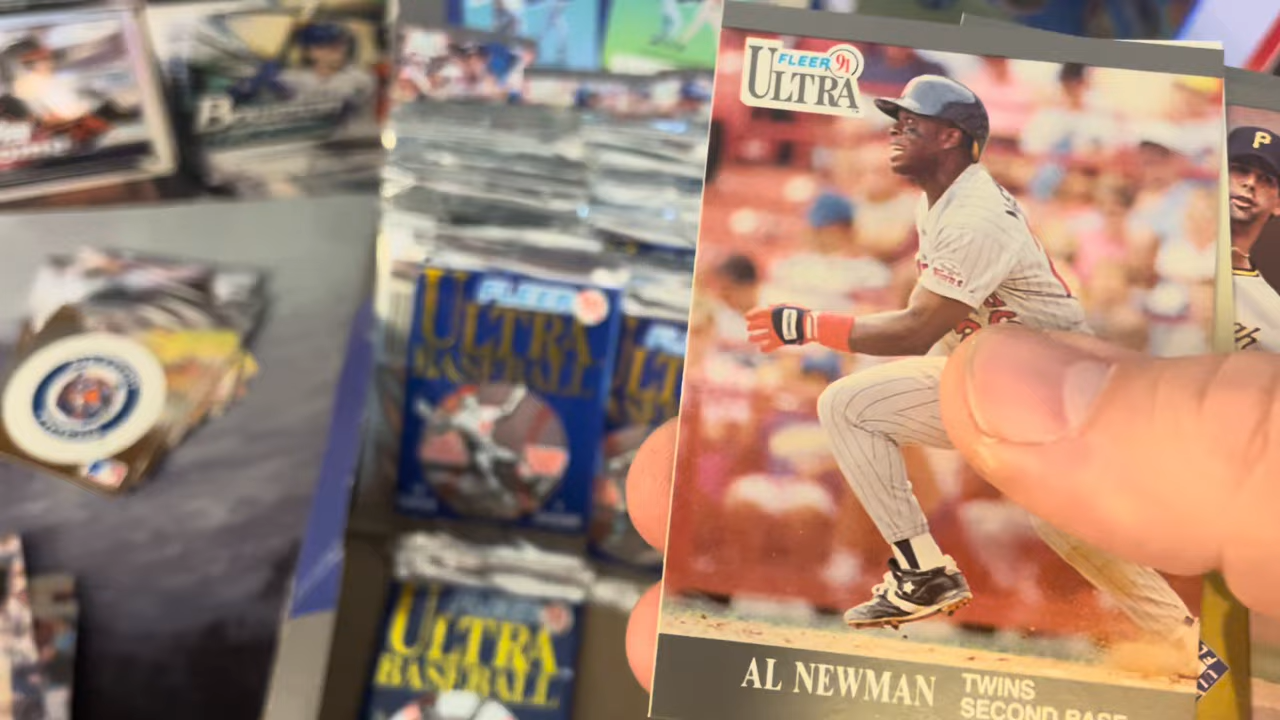 FLEER 91
ULTRA
P
FLEER
ULTRA
BASEBALL
ULTRA
BASEBALL
AL NEWMAN
TWINS
SECOND BASE